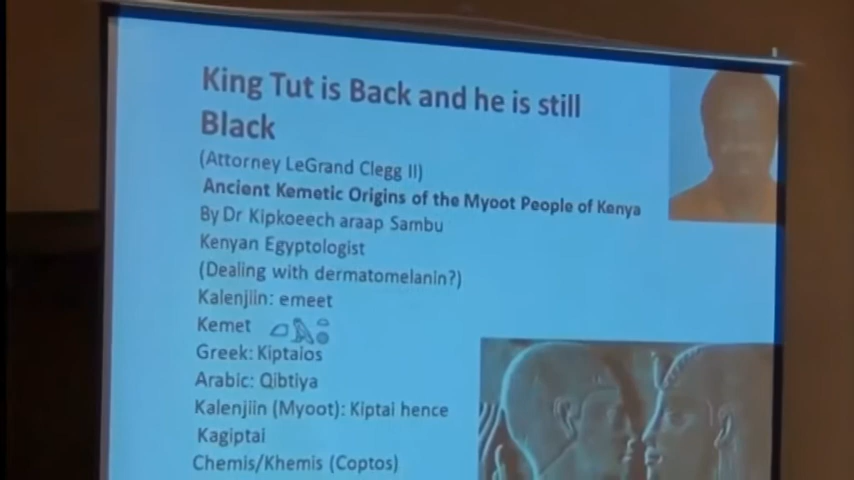 King Tut is Back and he is still
Black
(Attorney LeGrand Clegg II)
Ancient Kemetic Origins of the Myoot People of Kenya
By Dr Kipkoeech araap Sambu
Kenyan Egyptologist
(Dealing with dermatomelanin?)
Kalenjiin: emeet
Kemet
Greek: Kiptaios
Arabic: Qibtiya
Kalenjiin (Myoot): Kiptai hence
Kagiptai
Chemis/Khemis (Coptos)